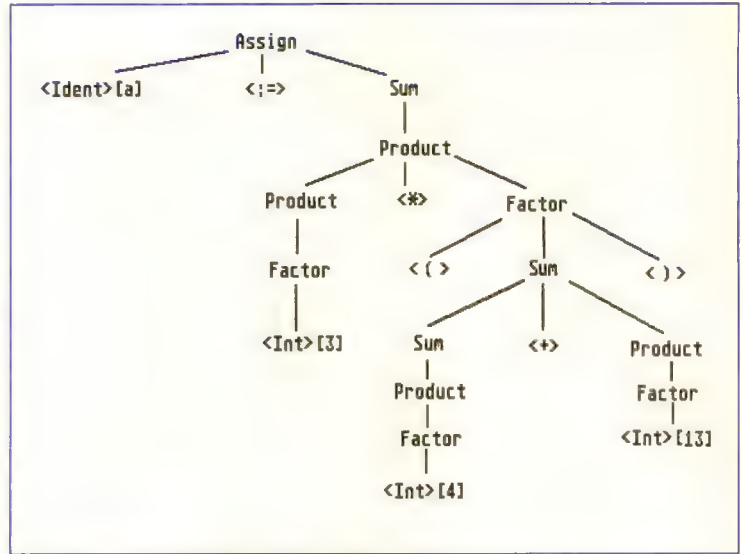 Assign
<Ident>[a] <:=> Sum
Product
Product <*> Factor
Factor <(> Sum <)>
<Int>[3] Sum <+> Product
Product Factor
Factor <Int>[13]
<Int>[4]